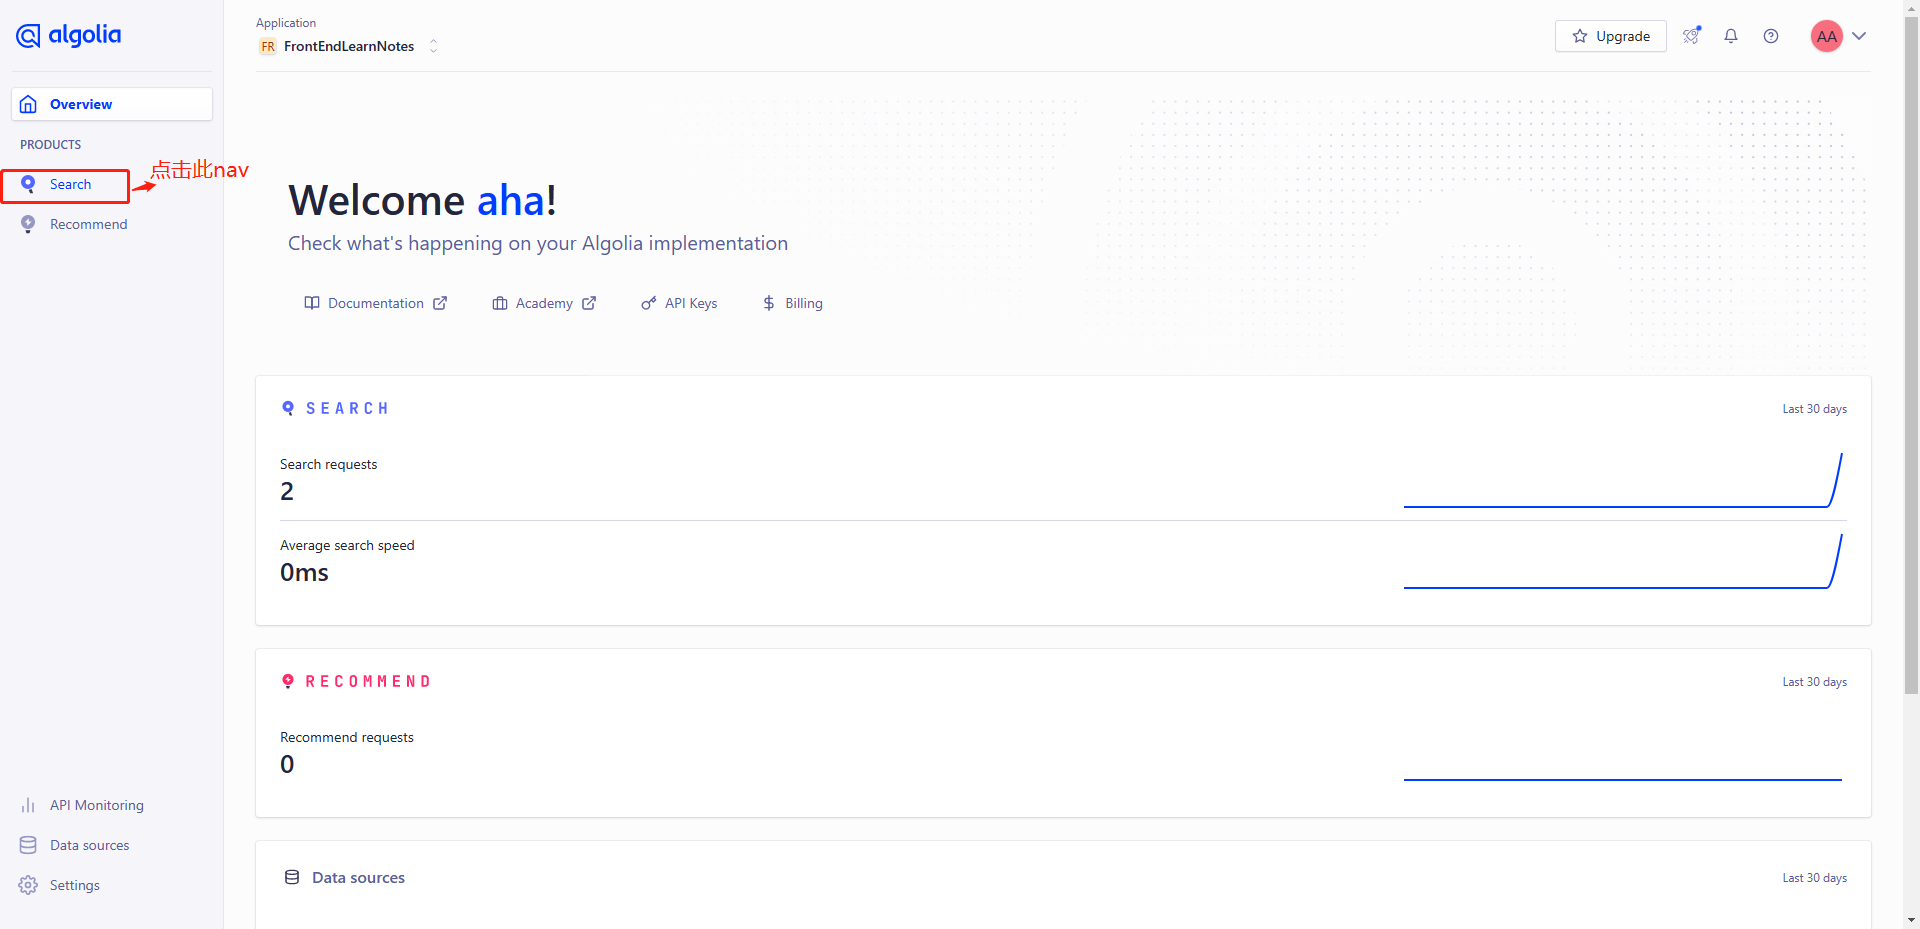 algolia
Overview
PRODUCTS
Search
点击此nav
Recommend
API Monitoring
Data sources
Settings
Application
FR FrontEndLearnNotes
Upgrade
AA
Welcome aha!
Check what's happening on your Algolia implementation
Documentation
Academy
API Keys
Billing
SEARCH
Last 30 days
Search requests
2
Average search speed
0ms
RECOMMEND
Last 30 days
Recommend requests
0
Data sources
Last 30 days